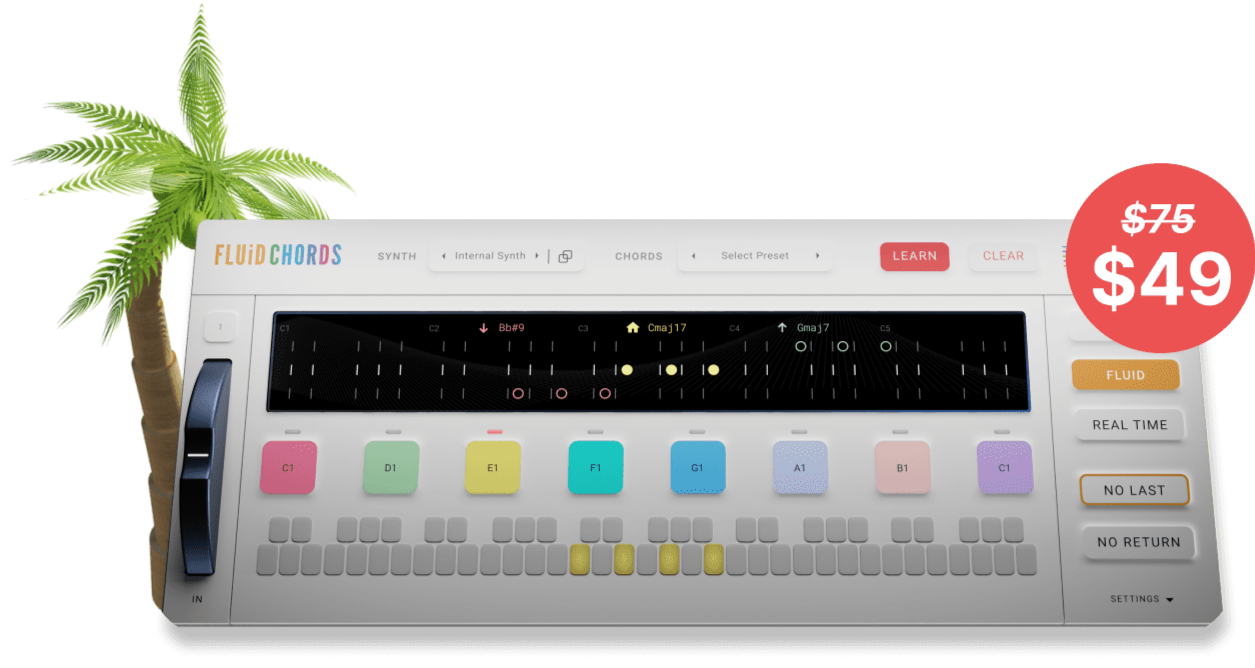 $75
$49
FLUiD CHORDS
SYNTH
Internal Synth
CHORDS
Select Preset
LEARN
CLEAR
C1
C2
Bb#9
C3
Cmaj17
C4
Gmaj7
C5
FLUID
REAL TIME
NO LAST
NO RETURN
SETTINGS
C1
D1
E1
F1
G1
A1
B1
C1
IN